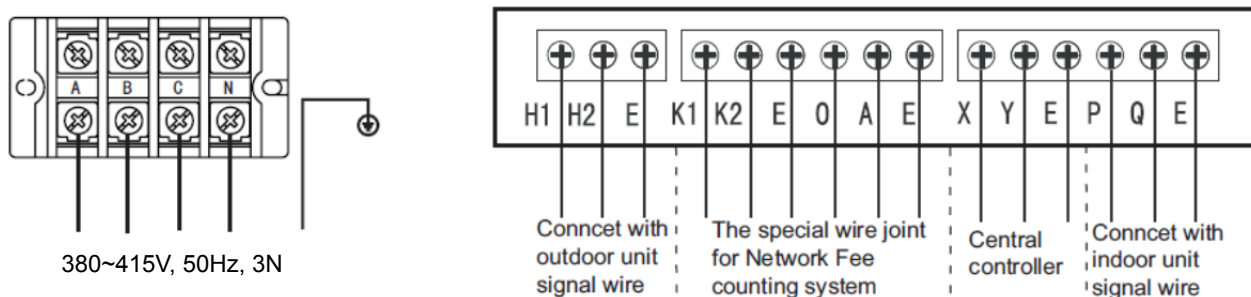 A B C N
380~415V, 50Hz, 3N
H1 H2 E K1 K2 E O A E X Y E P Q E
Conncet with
outdoor unit
signal wire
The special wire joint
for Network Fee
counting system
Central
controller
Conncet with
indoor unit
signal wire